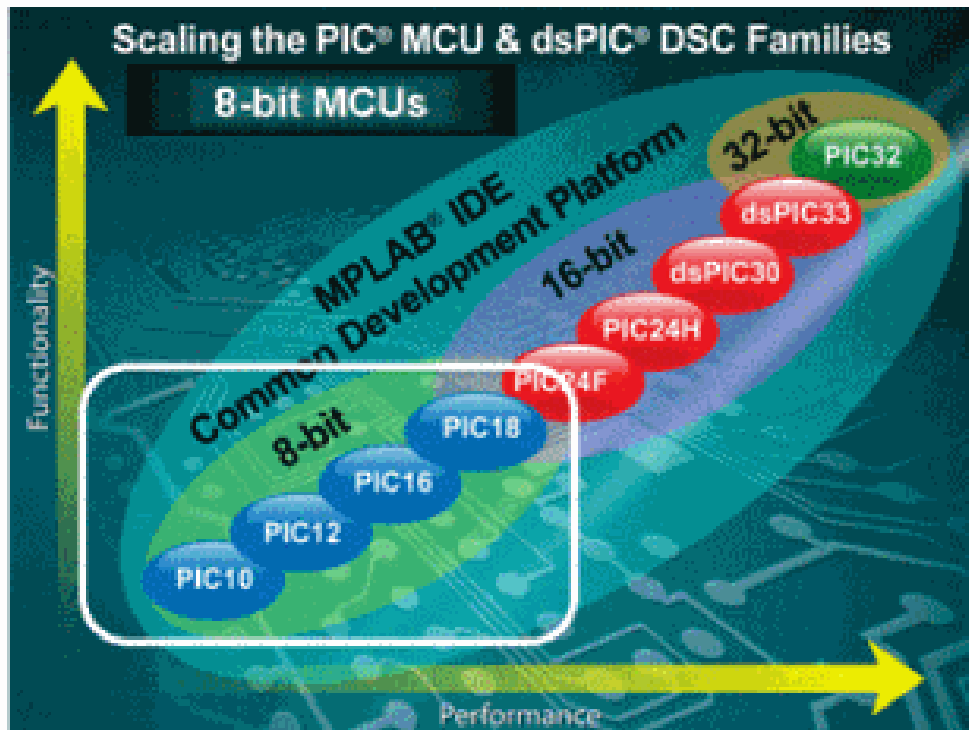 Scaling the PIC® MCU & dsPIC® DSC Families
8-bit MCUs
32-bit
PIC32
MPLAB® IDE
Common Development Platform
dsPIC33
16-bit
dsPIC30
PIC24H
PIC24F
8-bit
PIC18
PIC16
PIC12
PIC10
Functionality
Performance